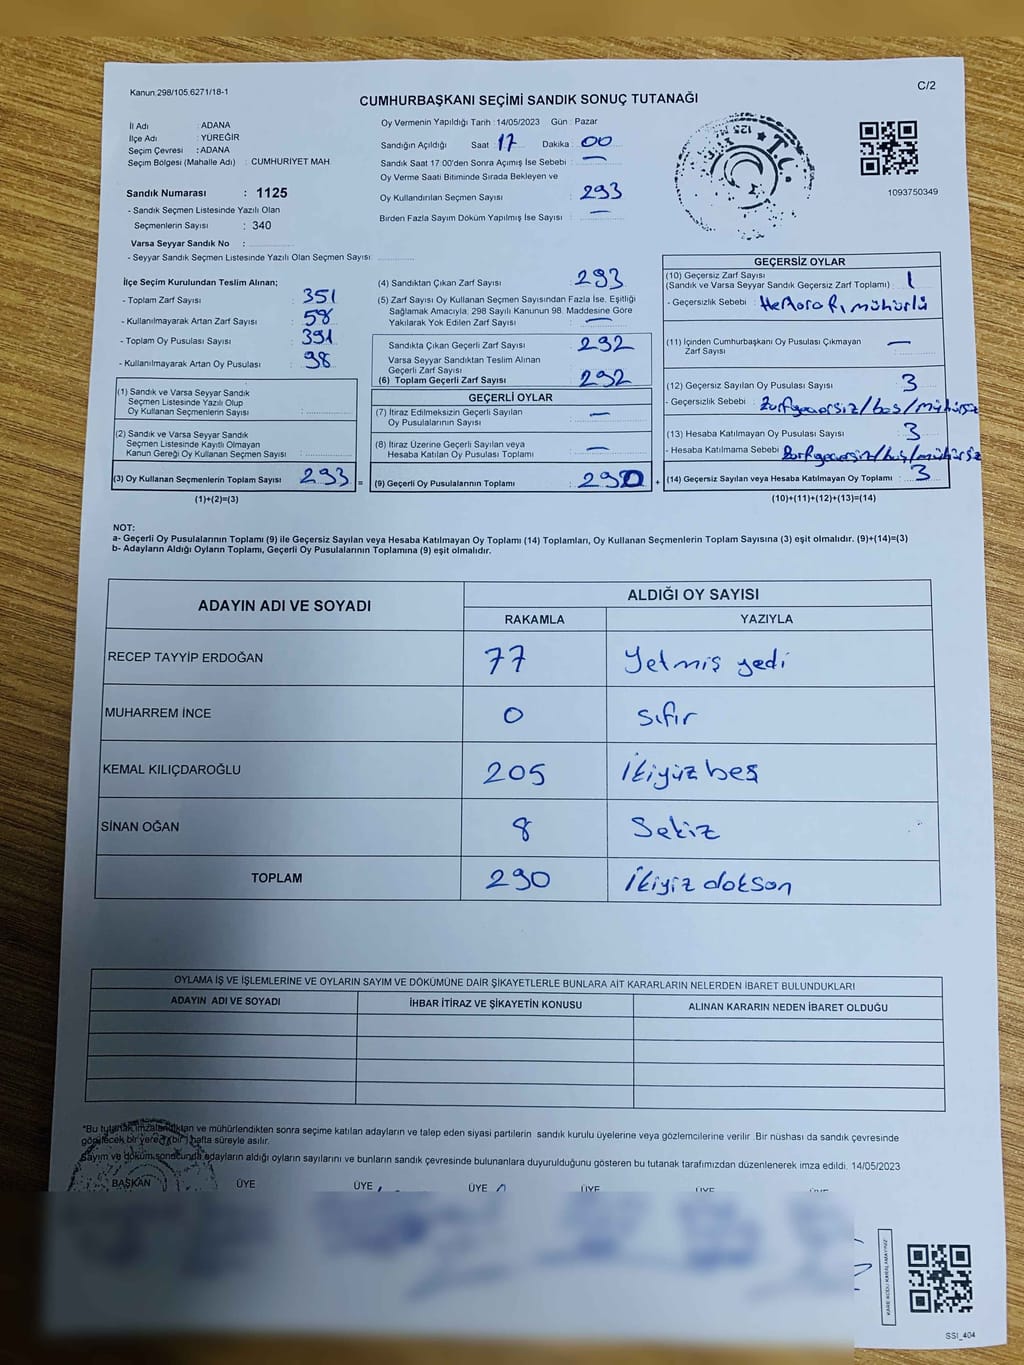 Kanun.298/105.6271/18-1
C/2
CUMHURBAŞKANI SEÇİMİ SANDIK SONUÇ TUTANAĞI
İl Adı : ADANA
İlçe Adı : YÜREĞİR
Seçim Çevresi : ADANA
Seçim Bölgesi (Mahalle Adı) : CUMHURİYET MAH.
Sandık Numarası : 1125
- Sandık Seçmen Listesinde Yazılı Olan
Seçmenlerin Sayısı : 340
Varsa Seyyar Sandık No :
- Seyyar Sandık Seçmen Listesinde Yazılı Olan Seçmen Sayısı:
Oy Vermenin Yapıldığı Tarih : 14/05/2023 Gün : Pazar
Sandığın Açıldığı Saat : 17 Dakika : 00
Sandık Saat 17:00'den Sonra Açımış İse Sebebi : —
Oy Verme Saati Bitiminde Sırada Bekleyen ve
Oy Kullandırılan Seçmen Sayısı : 293
Birden Fazla Sayım Döküm Yapılmış İse Sayısı : —
T.C.
1125
1093750349
İlçe Seçim Kurulundan Teslim Alınan;
- Toplam Zarf Sayısı : 351
- Kullanılmayarak Artan Zarf Sayısı : 58
- Toplam Oy Pusulası Sayısı : 391
- Kullanılmayarak Artan Oy Pusulası : 98
(1) Sandık ve Varsa Seyyar Sandık
Seçmen Listesinde Yazılı Olup
Oy Kullanan Seçmenlerin Sayısı :
(2) Sandık ve Varsa Seyyar Sandık
Seçmen Listesinde Kayıtlı Olmayan
Kanun Gereği Oy Kullanan Seçmen Sayısı :
(3) Oy Kullanan Seçmenlerin Toplam Sayısı : 293 =
(1)+(2)=(3)
(4) Sandıktan Çıkan Zarf Sayısı : 293
(5) Zarf Sayısı Oy Kullanan Seçmen Sayısından Fazla İse, Eşitliği
Sağlamak Amacıyla, 298 Sayılı Kanunun 98. Maddesine Göre
Yakılarak Yok Edilen Zarf Sayısı : —
Sandıkta Çıkan Geçerli Zarf Sayısı : 292
Varsa Seyyar Sandıktan Teslim Alınan
Geçerli Zarf Sayısı :
(6) Toplam Geçerli Zarf Sayısı : 292
GEÇERLİ OYLAR
(7) İtiraz Edilmeksizin Geçerli Sayılan
Oy Pusulalarının Sayısı : —
(8) İtiraz Üzerine Geçerli Sayılan veya
Hesaba Katılan Oy Pusulası Toplamı : —
(9) Geçerli Oy Pusulalarının Toplamı : 290 +
GEÇERSİZ OYLAR
(10) Geçersiz Zarf Sayısı
(Sandık ve Varsa Seyyar Sandık Geçersiz Zarf Toplamı) : 1
- Geçersizlik Sebebi : mühürlü
(11) İçinden Cumhurbaşkanı Oy Pusulası Çıkmayan
Zarf Sayısı : —
(12) Geçersiz Sayılan Oy Pusulası Sayısı : 3
- Geçersizlik Sebebi : Zarfgeçersiz/boş/mühürsüz
(13) Hesaba Katılmayan Oy Pusulası Sayısı : 3
- Hesaba Katılmama Sebebi : Zarfgeçersiz/boş/mühürsüz
(14) Geçersiz Sayılan veya Hesaba Katılmayan Oy Toplamı : 3
(10)+(11)+(12)+(13)=(14)
NOT:
a- Geçerli Oy Pusulalarının Toplamı (9) ile Geçersiz Sayılan veya Hesaba Katılmayan Oy Toplamı (14) Toplamları, Oy Kullanan Seçmenlerin Toplam Sayısına (3) eşit olmalıdır. (9)+(14)=(3)
b- Adayların Aldığı Oyların Toplamı, Geçerli Oy Pusulalarının Toplamına (9) eşit olmalıdır.
ADAYIN ADI VE SOYADI
ALDIĞI OY SAYISI
RAKAMLA YAZIYLA
RECEP TAYYİP ERDOĞAN 77 Yetmiş yedi
MUHARREM İNCE 0 sıfır
KEMAL KILIÇDAROĞLU 205 İkiyüz beş
SİNAN OĞAN 8 Sekiz
TOPLAM 290 İkiyiz doksan
OYLAMA İŞ VE İŞLEMLERİNE VE OYLARIN SAYIM VE DÖKÜMÜNE DAİR ŞİKAYETLERLE BUNLARA AİT KARARLARIN NELERDEN İBARET BULUNDUKLARI
ADAYIN ADI VE SOYADI
İHBAR İTİRAZ VE ŞİKAYETİN KONUSU
ALINAN KARARIN NEDEN İBARET OLDUĞU
*Bu tutanak imzalandıktan ve mühürlendikten sonra seçime katılan adayların ve talep eden siyasi partilerin sandık kurulu üyelerine veya gözlemcilerine verilir .Bir nüshası da sandık çevresinde
görülecek bir yere 7 (bir ) hafta süreyle asılır.
Sayım ve döküm sonucunda adayların aldığı oyların sayılarını ve bunların sandık çevresinde bulunanlara duyurulduğunu gösteren bu tutanak tarafımızdan düzenlenerek imza edildi. 14/05/2023
BAŞKAN ÜYE ÜYE ÜYE ÜYE ÜYE ÜYE
KARE KODU KARALAMAYINIZ
SSI_404